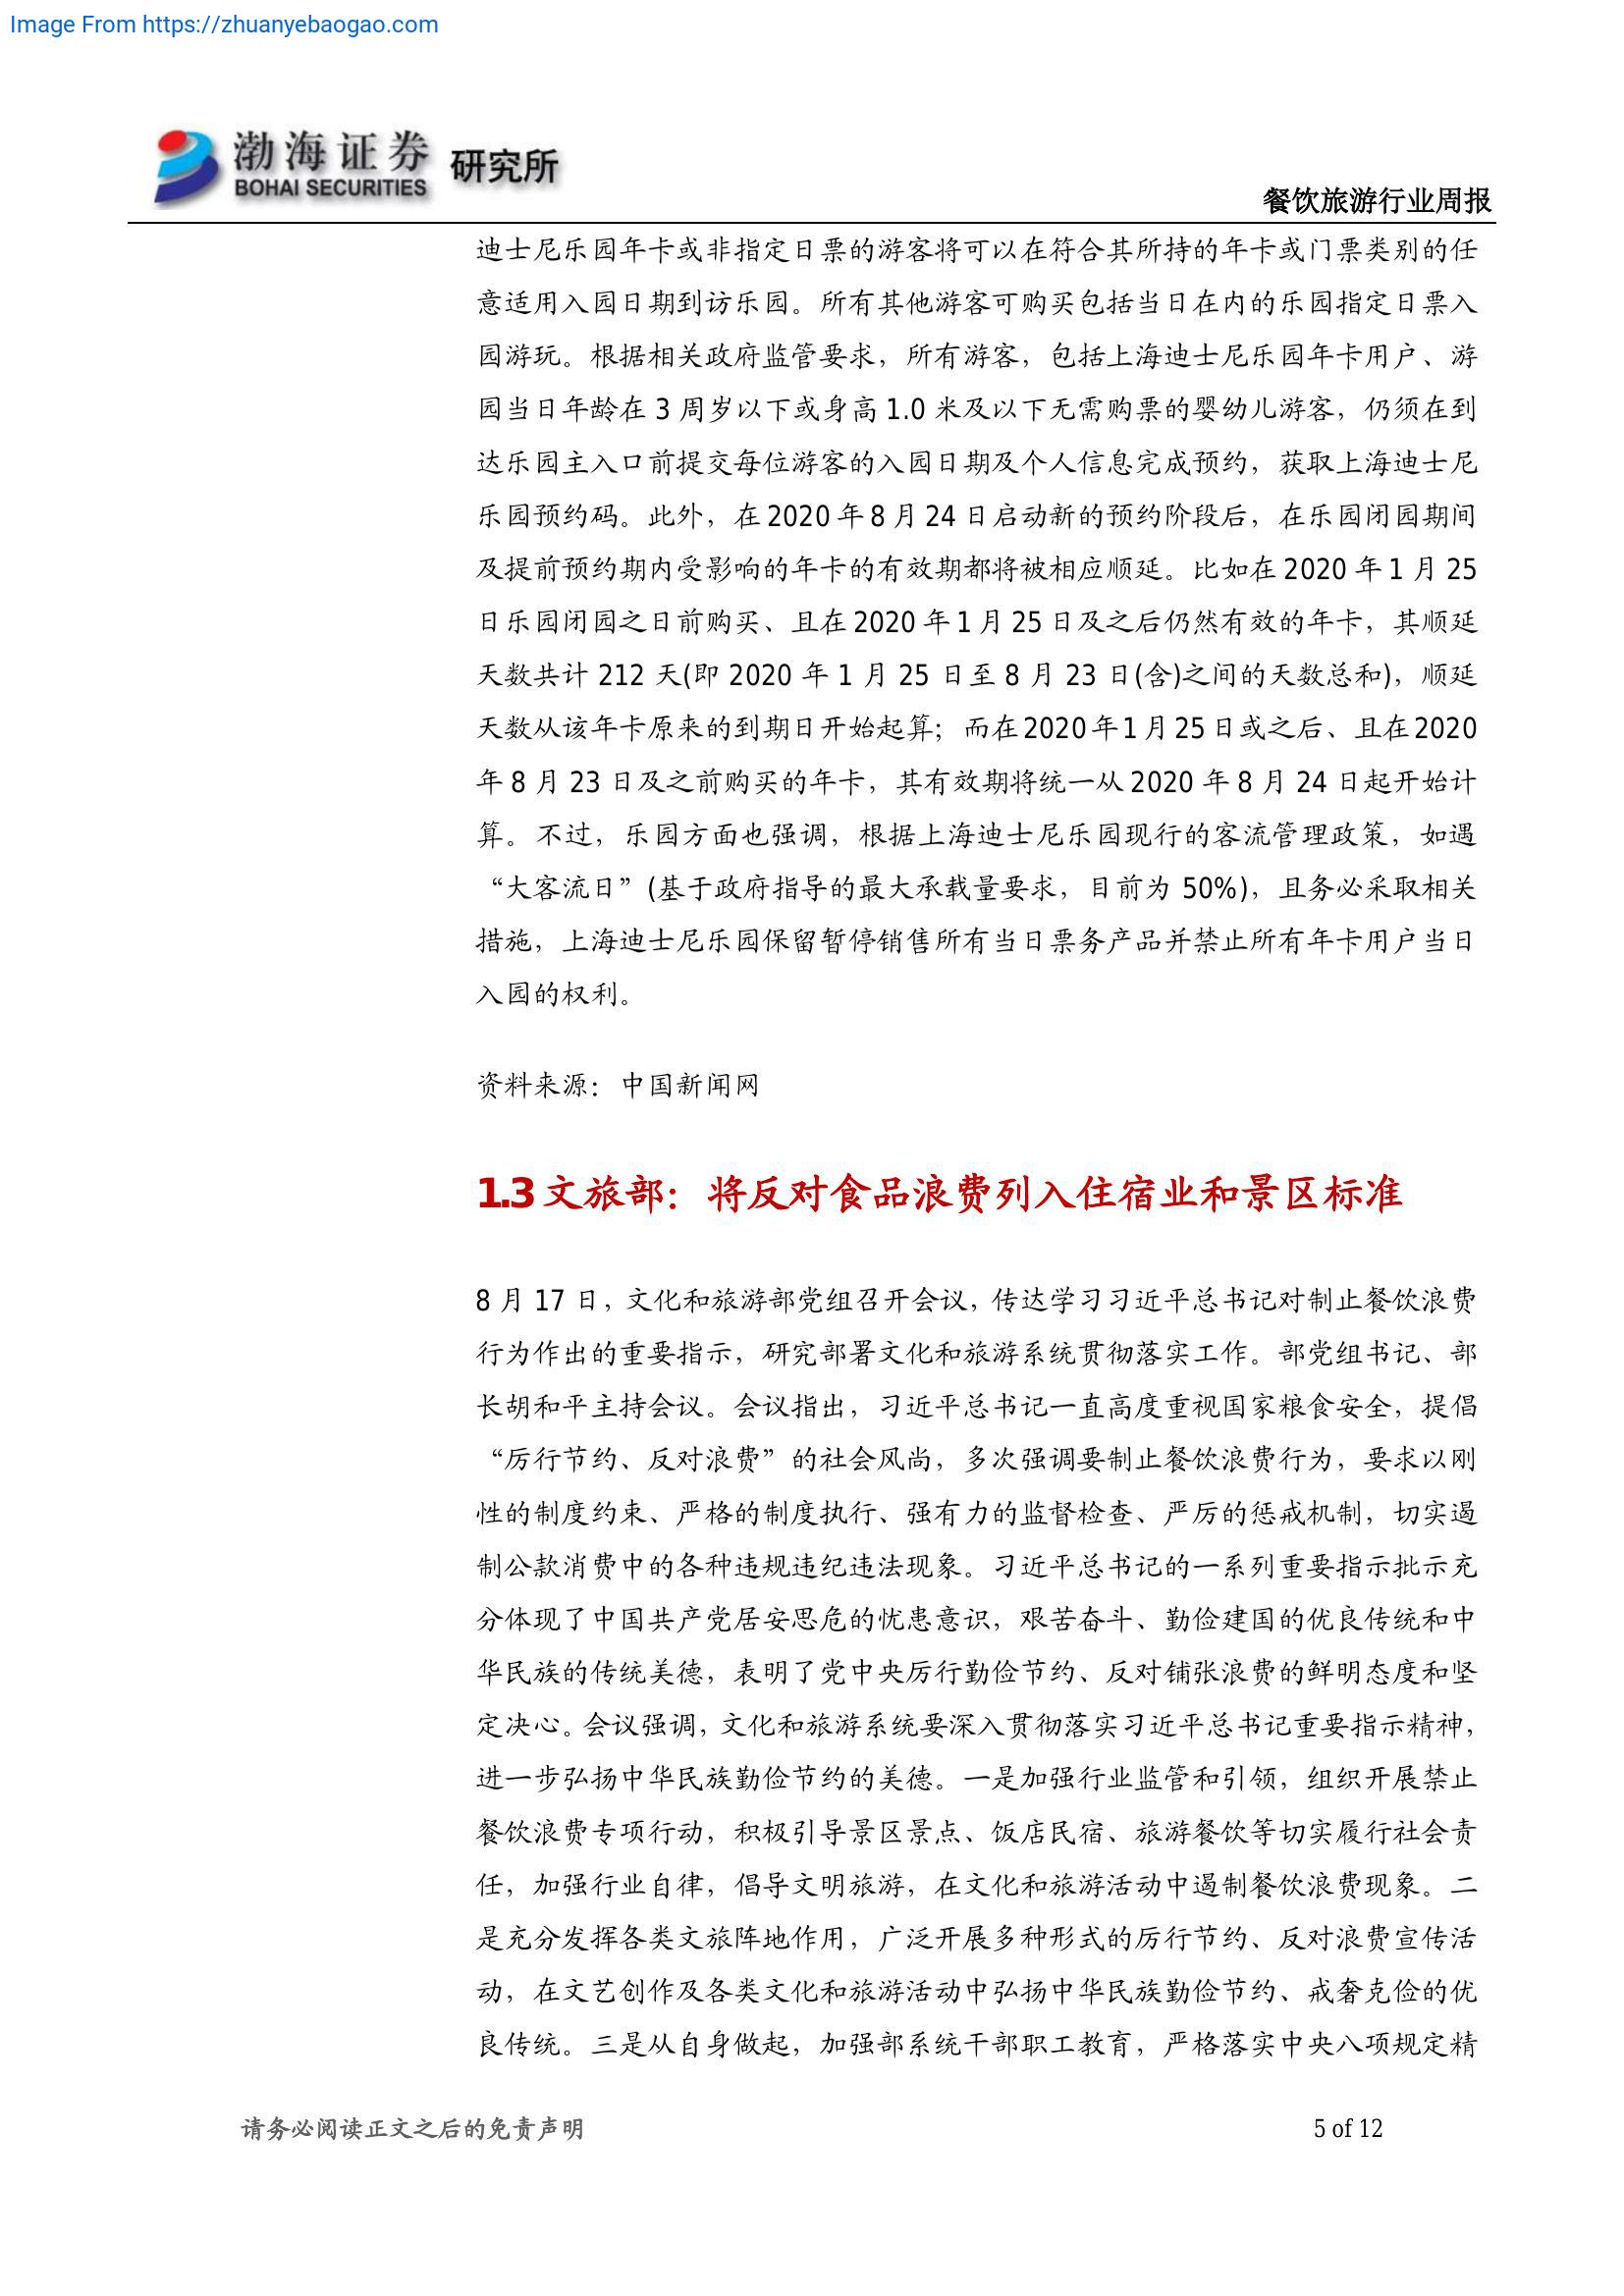 Image From https://zhuanyebaogao.com
渤海证券
BOHAI SECURITIES
研究所
餐饮旅游行业周报
迪士尼乐园年卡或非指定日票的游客将可以在符合其所持的年卡或门票类别的任
意适用入园日期到访乐园。所有其他游客可购买包括当日在内的乐园指定日票入
园游玩。根据相关政府监管要求，所有游客，包括上海迪士尼乐园年卡用户、游
园当日年龄在 3 周岁以下或身高 1.0 米及以下无需购票的婴幼儿游客，仍须在到
达乐园主入口前提交每位游客的入园日期及个人信息完成预约，获取上海迪士尼
乐园预约码。此外，在 2020 年 8 月 24 日启动新的预约阶段后，在乐园闭园期间
及提前预约期内受影响的年卡的有效期都将被相应顺延。比如在 2020 年 1 月 25
日乐园闭园之日前购买、且在 2020 年 1 月 25 日及之后仍然有效的年卡，其顺延
天数共计 212 天(即 2020 年 1 月 25 日至 8 月 23 日(含)之间的天数总和)，顺延
天数从该年卡原来的到期日开始起算；而在 2020 年 1 月 25 日或之后、且在 2020
年 8 月 23 日及之前购买的年卡，其有效期将统一从 2020 年 8 月 24 日起开始计
算。不过，乐园方面也强调，根据上海迪士尼乐园现行的客流管理政策，如遇
“大客流日”(基于政府指导的最大承载量要求，目前为 50%)，且务必采取相关
措施，上海迪士尼乐园保留暂停销售所有当日票务产品并禁止所有年卡用户当日
入园的权利。
资料来源：中国新闻网
1.3 文旅部：将反对食品浪费列入住宿业和景区标准
8 月 17 日，文化和旅游部党组召开会议，传达学习习近平总书记对制止餐饮浪费
行为作出的重要指示，研究部署文化和旅游系统贯彻落实工作。部党组书记、部
长胡和平主持会议。会议指出，习近平总书记一直高度重视国家粮食安全，提倡
“厉行节约、反对浪费”的社会风尚，多次强调要制止餐饮浪费行为，要求以刚
性的制度约束、严格的制度执行、强有力的监督检查、严厉的惩戒机制，切实遏
制公款消费中的各种违规违纪违法现象。习近平总书记的一系列重要指示批示充
分体现了中国共产党居安思危的忧患意识，艰苦奋斗、勤俭建国的优良传统和中
华民族的传统美德，表明了党中央厉行勤俭节约、反对铺张浪费的鲜明态度和坚
定决心。会议强调，文化和旅游系统要深入贯彻落实习近平总书记重要指示精神，
进一步弘扬中华民族勤俭节约的美德。一是加强行业监管和引领，组织开展禁止
餐饮浪费专项行动，积极引导景区景点、饭店民宿、旅游餐饮等切实履行社会责
任，加强行业自律，倡导文明旅游，在文化和旅游活动中遏制餐饮浪费现象。二
是充分发挥各类文旅阵地作用，广泛开展多种形式的厉行节约、反对浪费宣传活
动，在文艺创作及各类文化和旅游活动中弘扬中华民族勤俭节约、戒奢克俭的优
良传统。三是从自身做起，加强部系统干部职工教育，严格落实中央八项规定精
请务必阅读正文之后的免责声明
5 of 12